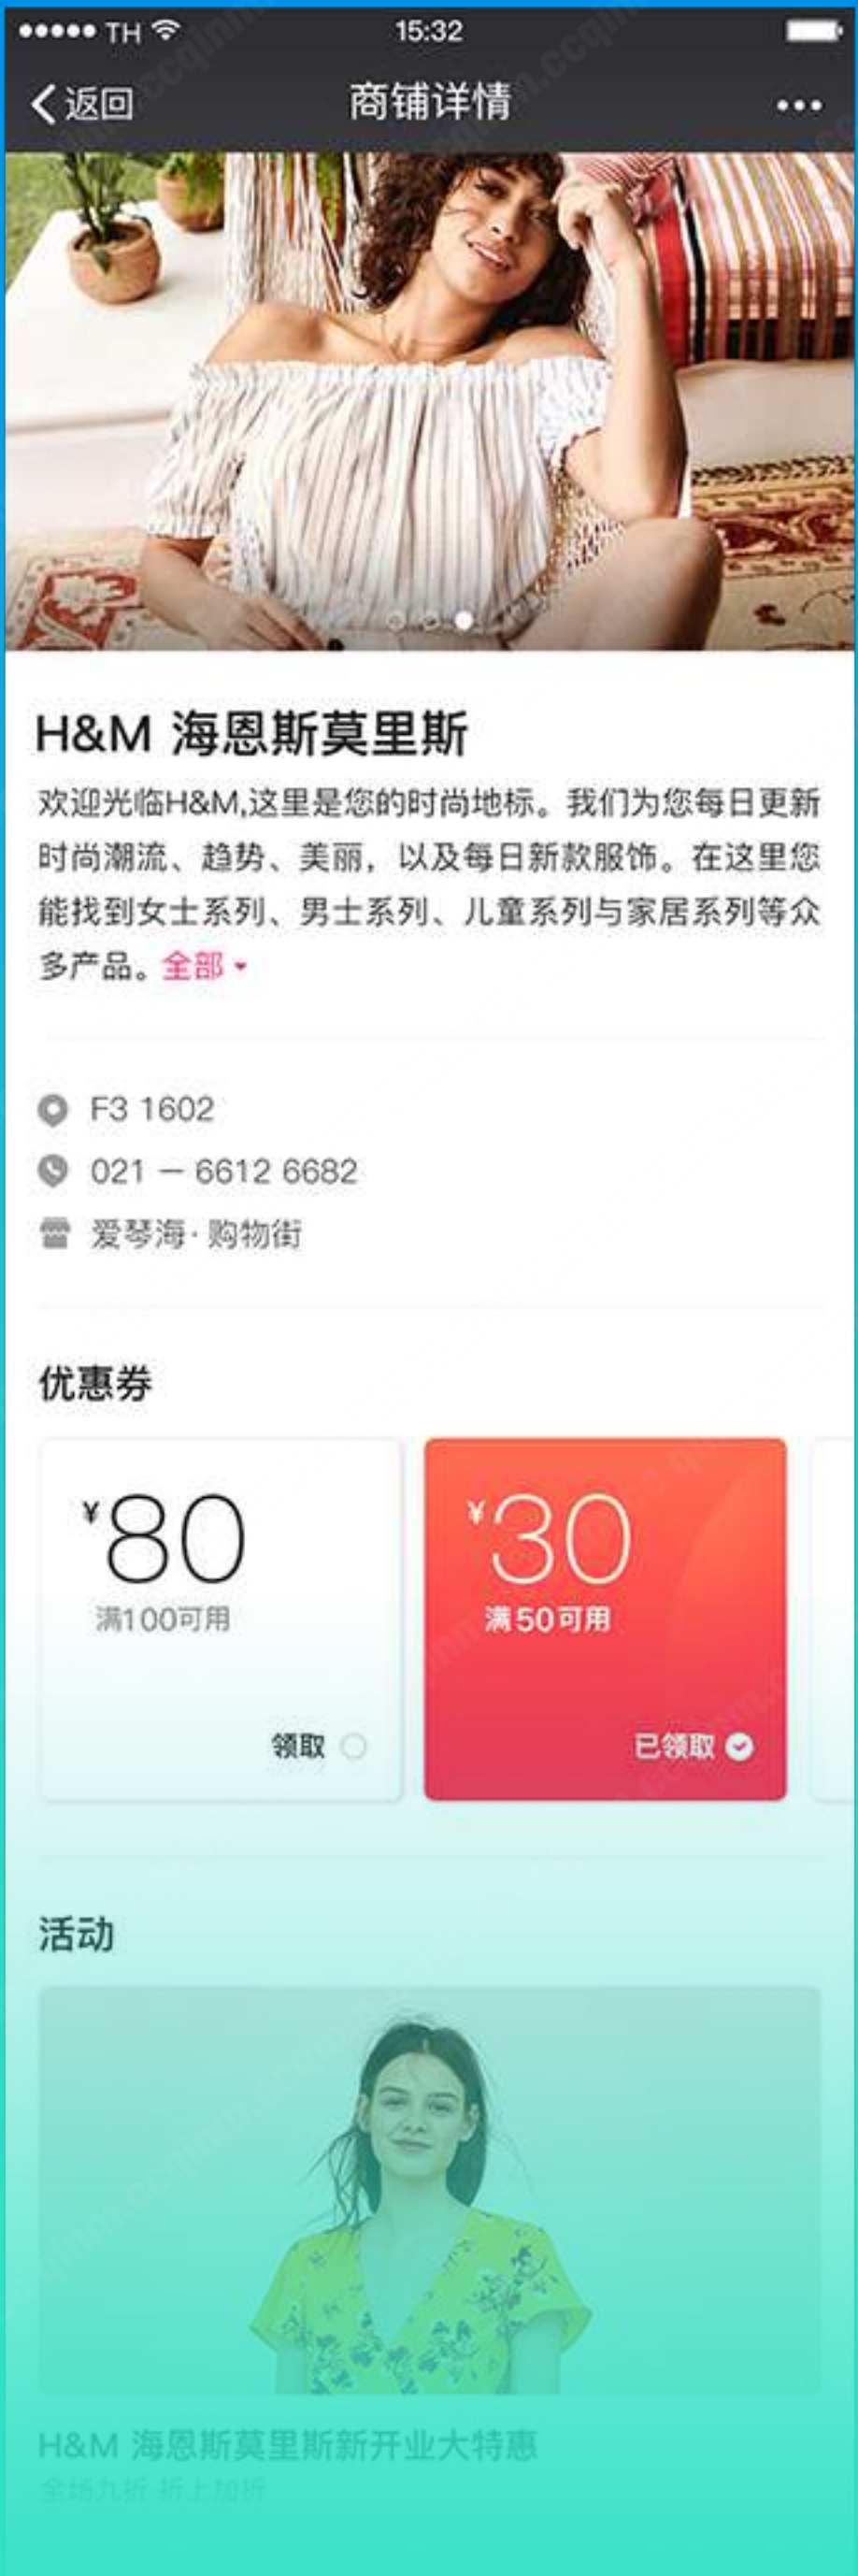 TH 15:32
返回 商铺详情
H&M 海恩斯莫里斯
欢迎光临H&M,这里是您的时尚地标。我们为您每日更新
时尚潮流、趋势、美丽，以及每日新款服饰。在这里您
能找到女士系列、男士系列、儿童系列与家居系列等众
多产品。全部
F3 1602
021 — 6612 6682
爱琴海·购物街
优惠券
¥80
满100可用
领取
¥30
满50可用
已领取
活动
H&M 海恩斯莫里斯新开业大特惠
全场九折 折上加折